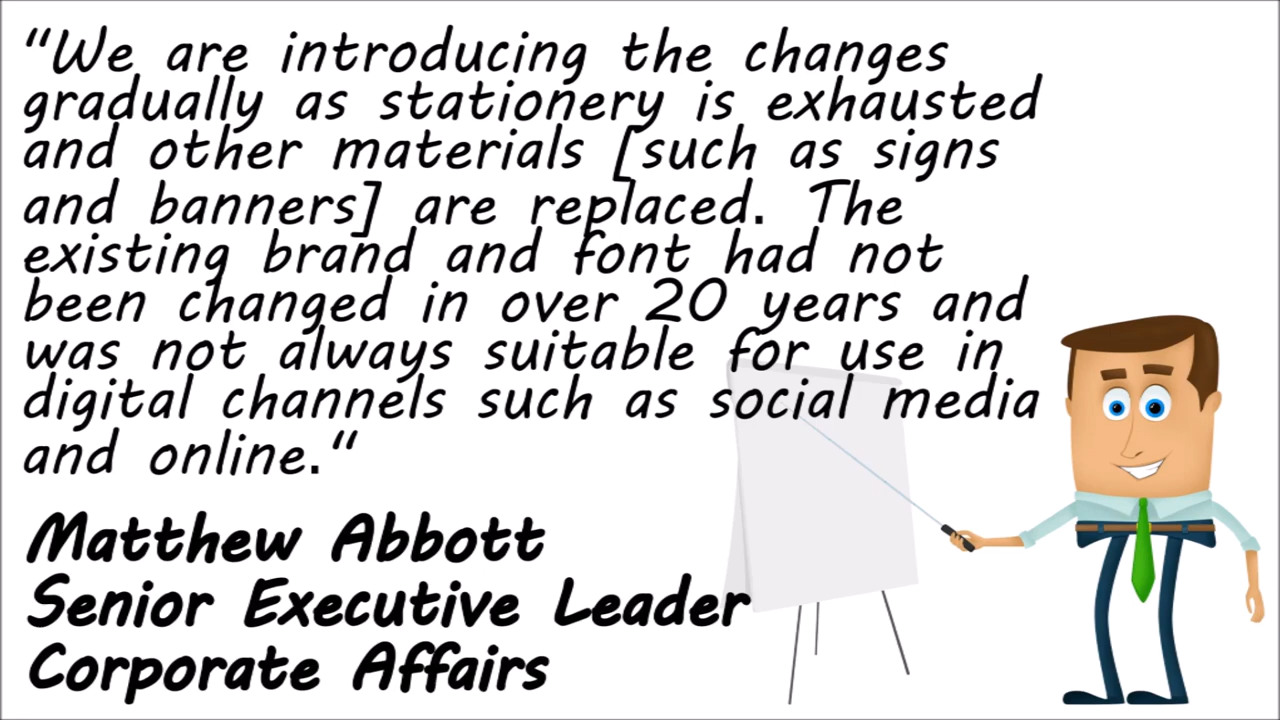 “We are introducing the changes
gradually as stationery is exhausted
and other materials [such as signs
and banners] are replaced. The
existing brand and font had not
been changed in over 20 years and
was not always suitable for use in
digital channels such as social media
and online.“
Matthew Abbott
Senior Executive Leader
Corporate Affairs